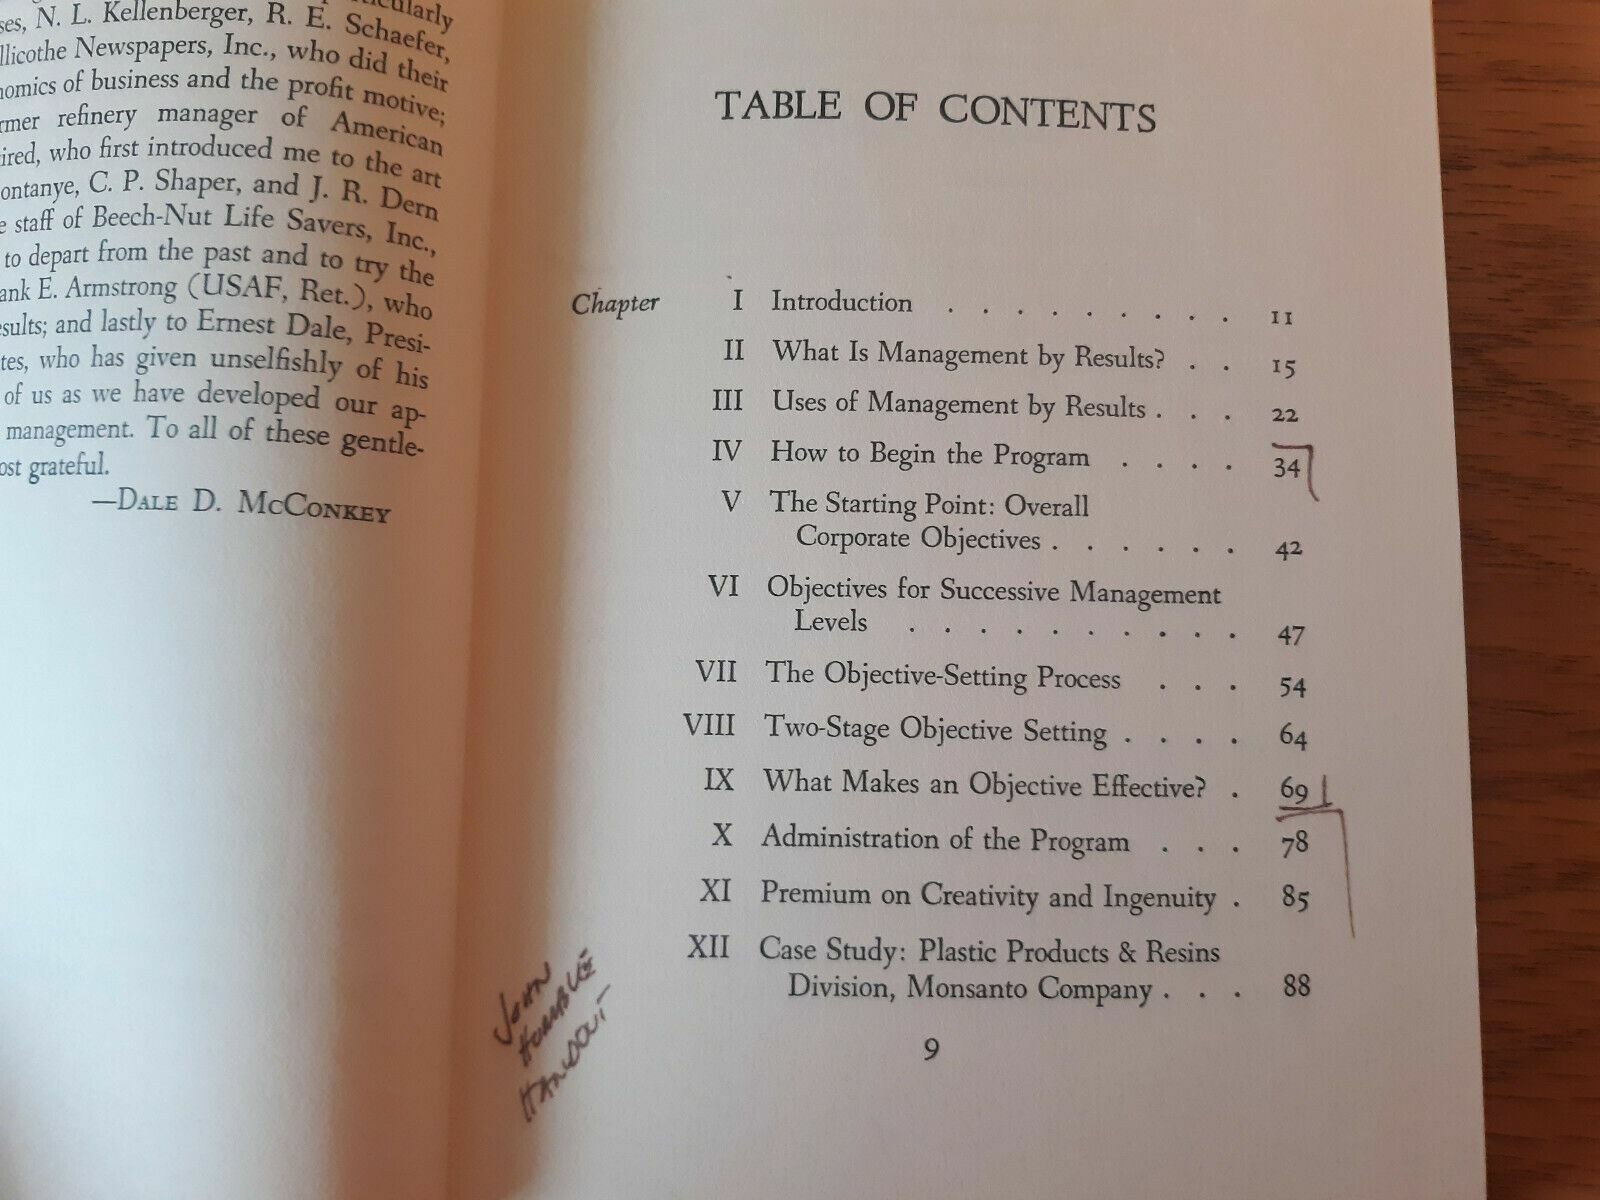 ticularly
ses, N. L. Kellenberger, R. E. Schaefer,
llicothe Newspapers, Inc., who did their
nomics of business and the profit motive;
rmer refinery manager of American
ired, who first introduced me to the art
ontanye, C. P. Shaper, and J. R. Dern
e staff of Beech-Nut Life Savers, Inc.,
to depart from the past and to try the
ank E. Armstrong (USAF, Ret.), who
esults; and lastly to Ernest Dale, Presi-
tes, who has given unselfishly of his
of us as we have developed our ap-
management. To all of these gentle-
ost grateful.
—DALE D. MCCONKEY
TABLE OF CONTENTS
Chapter I Introduction . . . . . . . . . 11
II What Is Management by Results? . . 15
III Uses of Management by Results . . . 22
IV How to Begin the Program . . . . 34
V The Starting Point: Overall
Corporate Objectives . . . . . . 42
VI Objectives for Successive Management
Levels . . . . . . . . . . 47
VII The Objective-Setting Process . . . 54
VIII Two-Stage Objective Setting . . . . 64
IX What Makes an Objective Effective? . 69
X Administration of the Program . . . 78
XI Premium on Creativity and Ingenuity . 85
XII Case Study: Plastic Products & Resins
Division, Monsanto Company . . . 88
9
JOHN
HUMBLE
HANDOUT